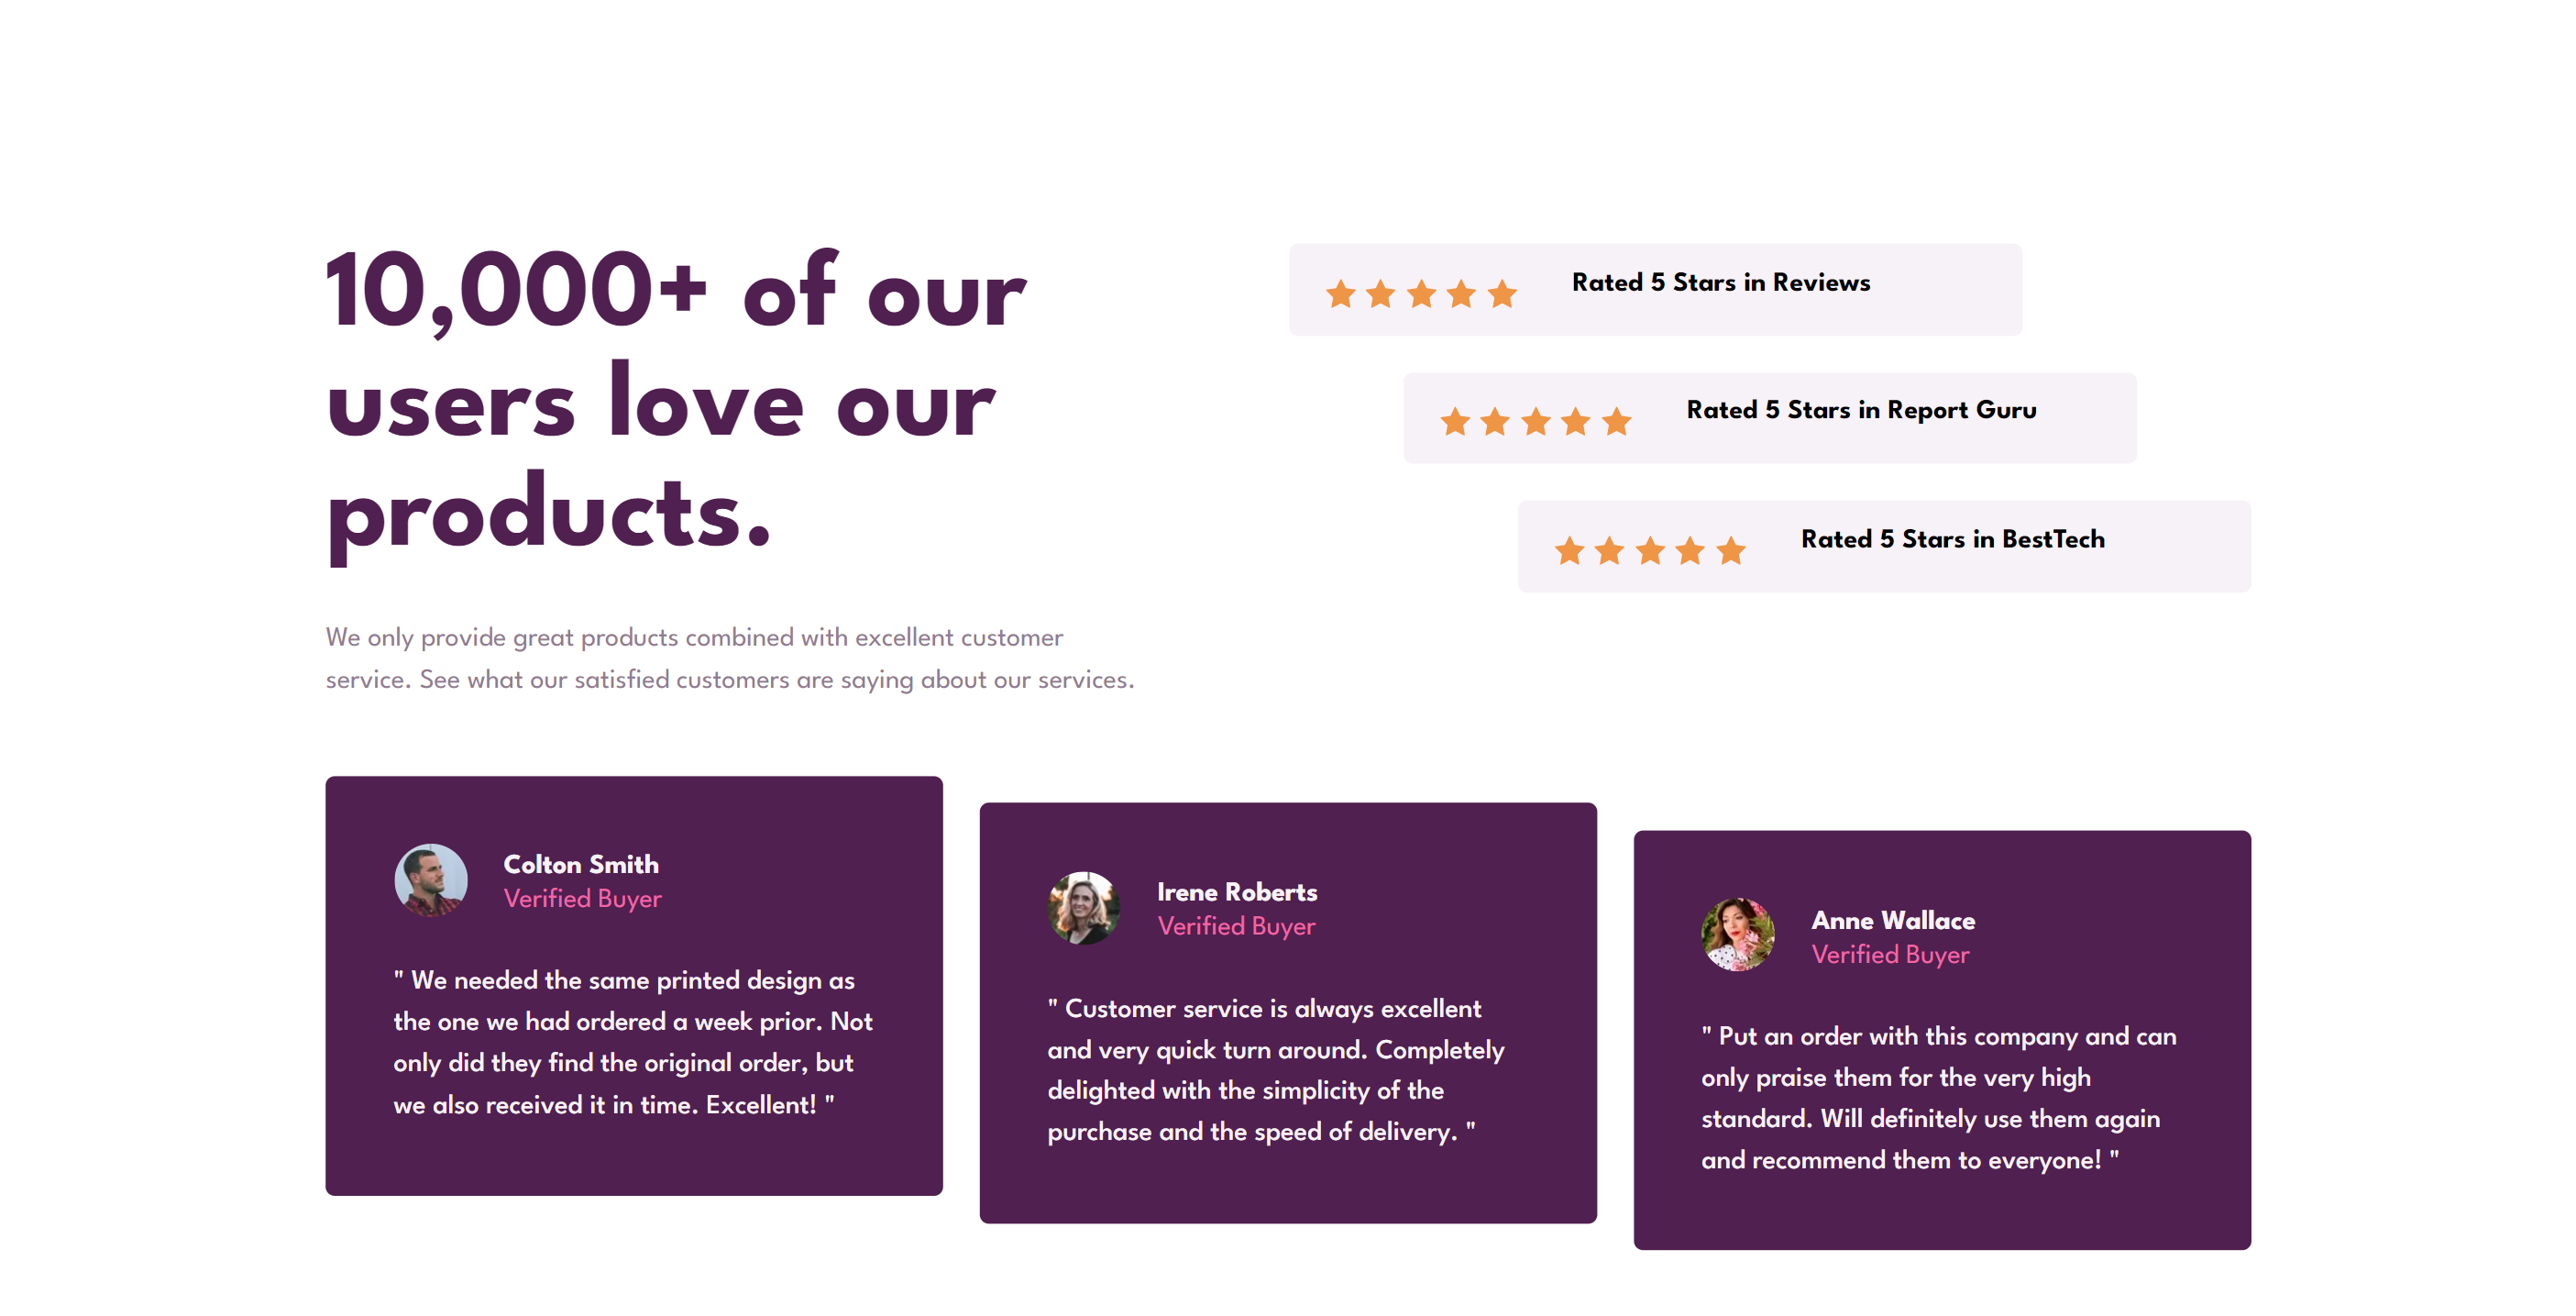 10,000+ of our
users love our
products.
We only provide great products combined with excellent customer
service. See what our satisfied customers are saying about our services.
Rated 5 Stars in Reviews
Rated 5 Stars in Report Guru
Rated 5 Stars in BestTech
Colton Smith
Verified Buyer
" We needed the same printed design as
the one we had ordered a week prior. Not
only did they find the original order, but
we also received it in time. Excellent! "
Irene Roberts
Verified Buyer
" Customer service is always excellent
and very quick turn around. Completely
delighted with the simplicity of the
purchase and the speed of delivery. "
Anne Wallace
Verified Buyer
" Put an order with this company and can
only praise them for the very high
standard. Will definitely use them again
and recommend them to everyone! "